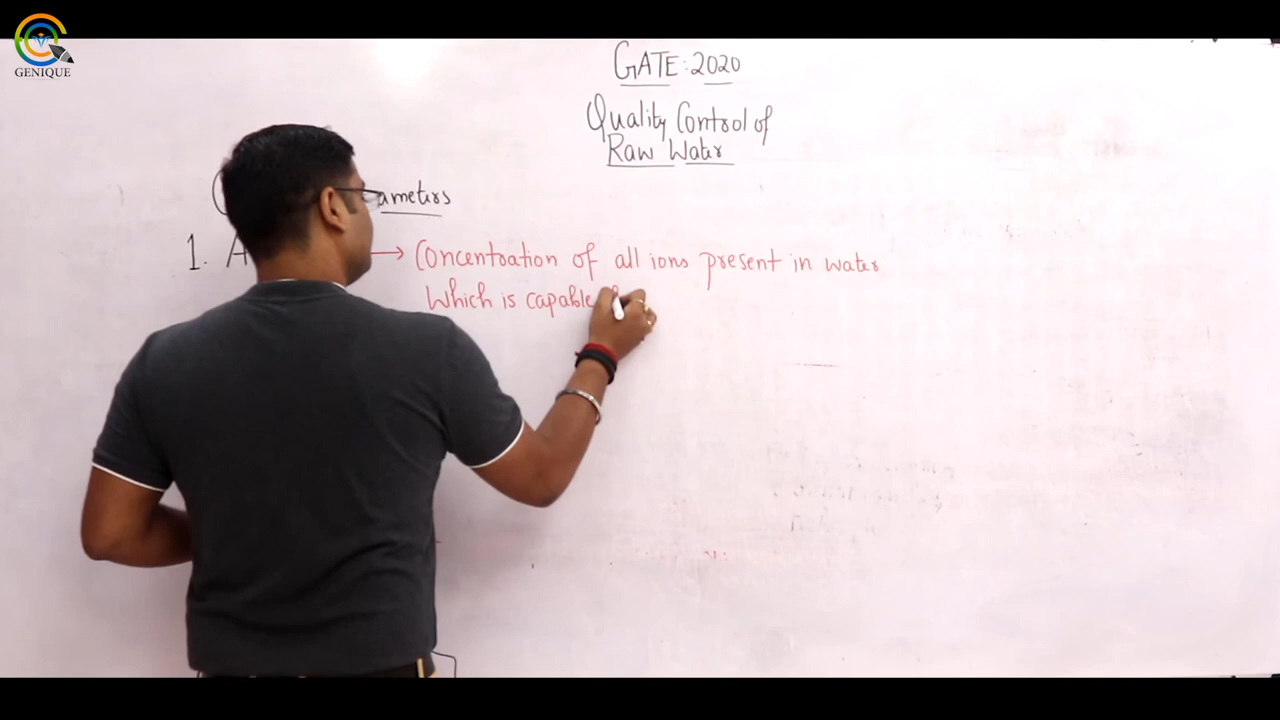 GENIQUE
GATE: 2020
Quality Control of
Raw Water
1.
→ Concentration of all ions present in water
Which is capable